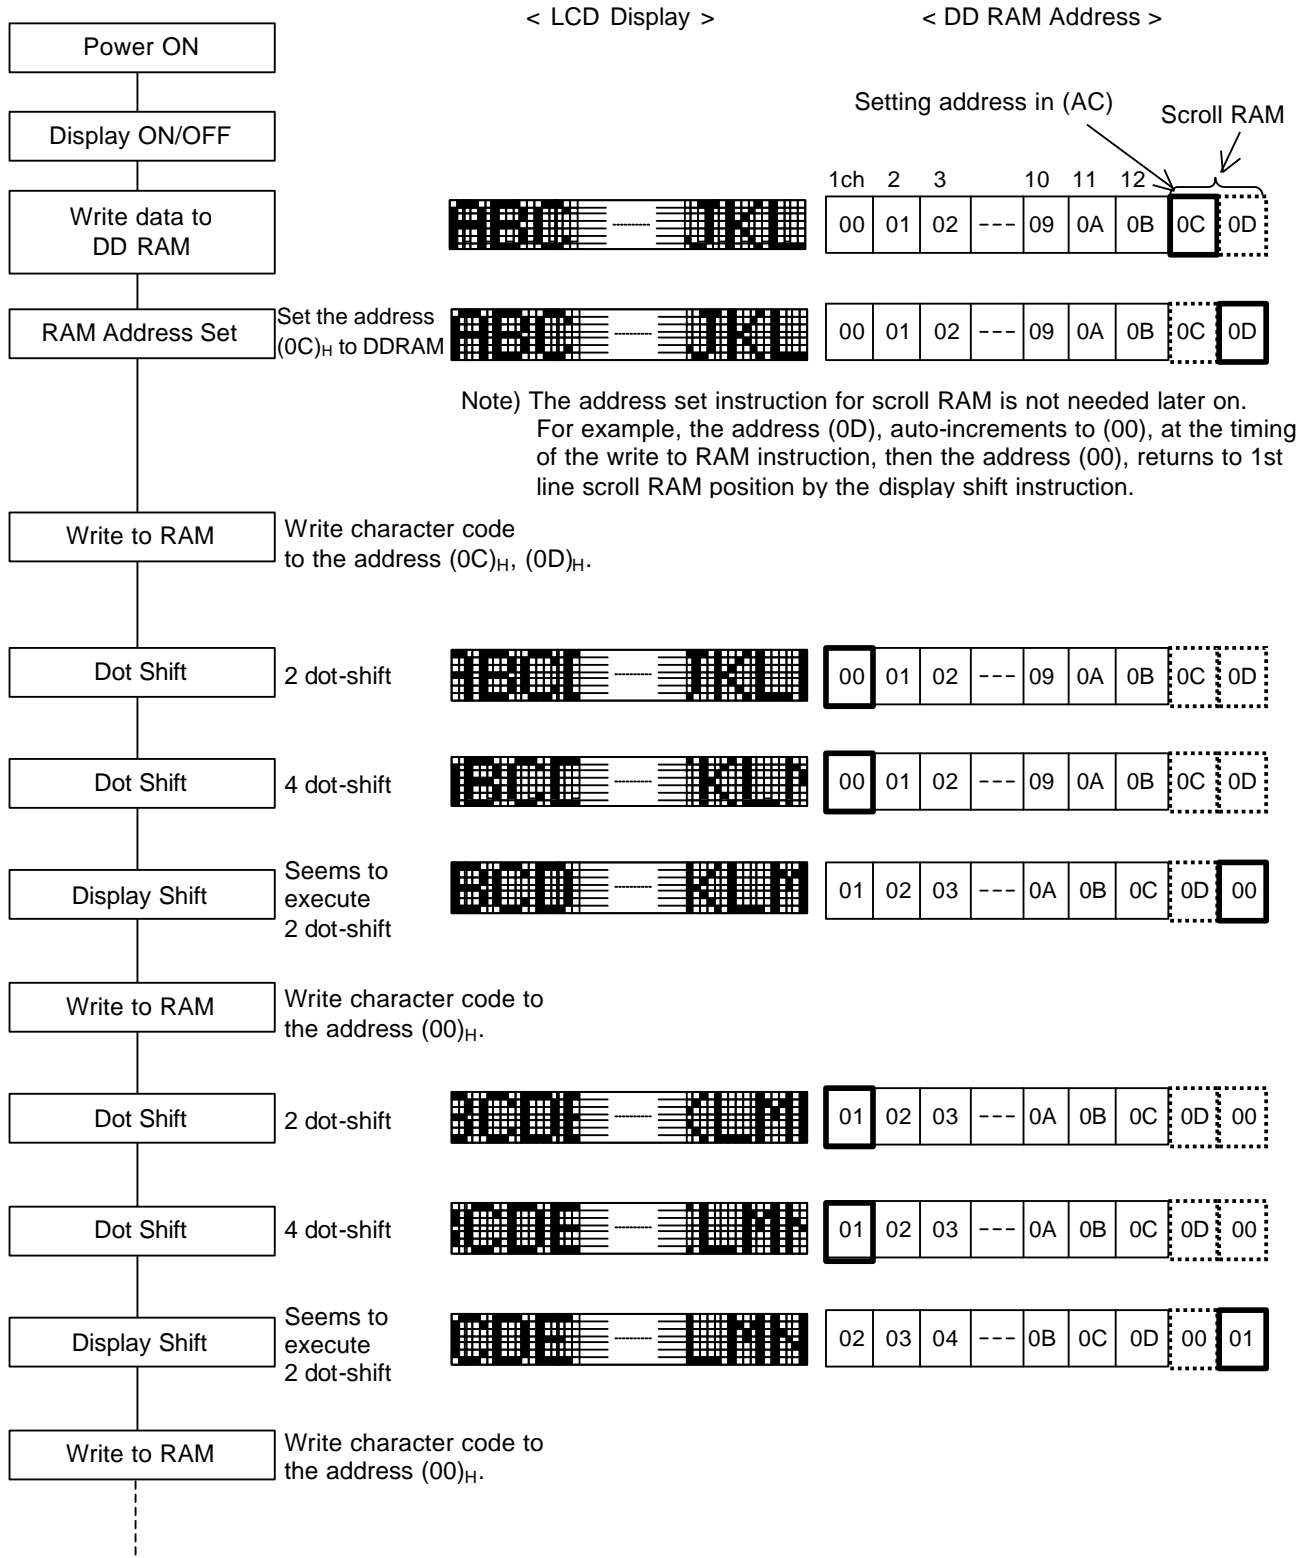 < LCD Display > < DD RAM Address >
Power ON
Setting address in (AC)
Scroll RAM
Display ON/OFF
1ch 2 3 10 11 12
Write data to
DD RAM
ABC ---------- JKL
00 01 02 --- 09 0A 0B 0C 0D
RAM Address Set
Set the address
(0C)H to DDRAM
ABC ---------- JKL
00 01 02 --- 09 0A 0B 0C 0D
Note) The address set instruction for scroll RAM is not needed later on.
For example, the address (0D), auto-increments to (00), at the timing
of the write to RAM instruction, then the address (00), returns to 1st
line scroll RAM position by the display shift instruction.
Write to RAM
Write character code
to the address (0C)H, (0D)H.
Dot Shift
2 dot-shift
00 01 02 --- 09 0A 0B 0C 0D
Dot Shift
4 dot-shift
00 01 02 --- 09 0A 0B 0C 0D
Display Shift
Seems to
execute
2 dot-shift
BCD ---------- KLM
01 02 03 --- 0A 0B 0C 0D 00
Write to RAM
Write character code to
the address (00)H.
Dot Shift
2 dot-shift
01 02 03 --- 0A 0B 0C 0D 00
Dot Shift
4 dot-shift
01 02 03 --- 0A 0B 0C 0D 00
Display Shift
Seems to
execute
2 dot-shift
CDE ---------- LMN
02 03 04 --- 0B 0C 0D 00 01
Write to RAM
Write character code to
the address (00)H.